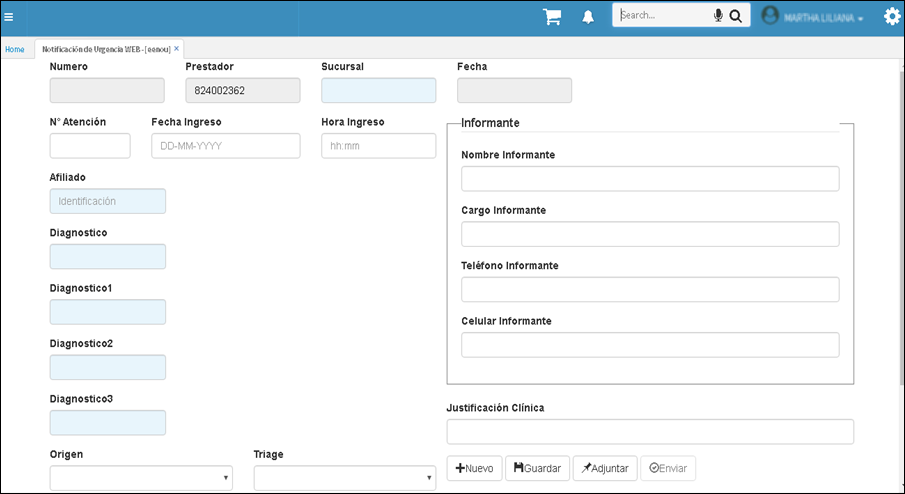 Search...
MARTHA LILIANA
Home
Notificación de Urgencia WEB - [eenou] ×
Numero Prestador Sucursal Fecha
824002362
N° Atención Fecha Ingreso Hora Ingreso
DD-MM-YYYY hh:mm
Informante
Nombre Informante
Cargo Informante
Teléfono Informante
Celular Informante
Afiliado
Identificación
Diagnostico
Diagnostico1
Diagnostico2
Diagnostico3
Justificación Clínica
Origen Triage
Nuevo Guardar Adjuntar Enviar